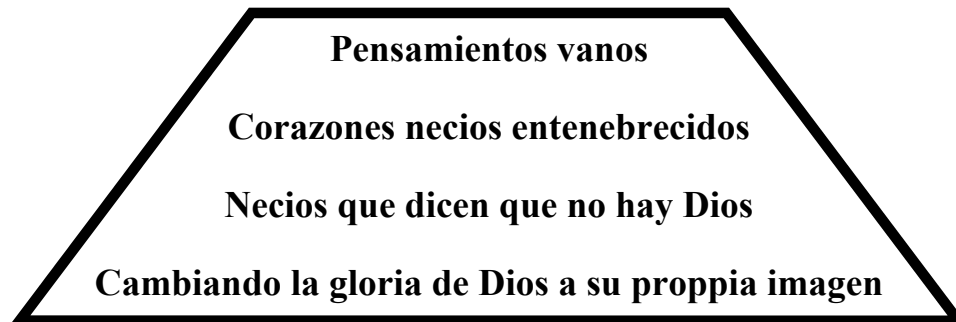 Pensamientos vanos
Corazones necios entenebrecidos
Necios que dicen que no hay Dios
Cambiando la gloria de Dios a su proppia imagen